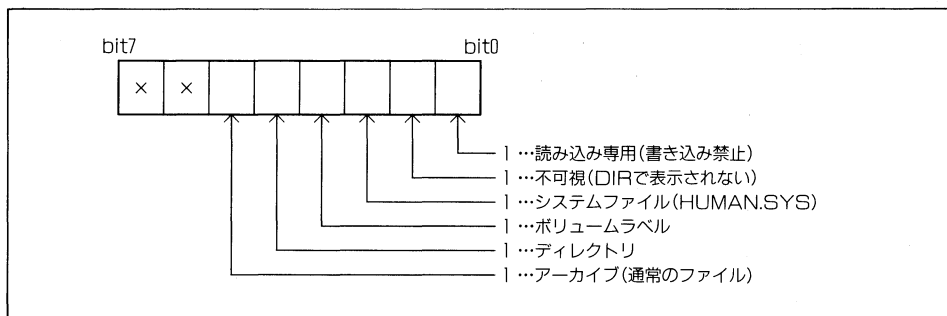 bit7 bit0
× ×
1…読み込み専用(書き込み禁止)
1…不可視(DIRで表示されない)
1…システムファイル(HUMAN.SYS)
1…ボリュームラベル
1…ディレクトリ
1…アーカイブ(通常のファイル)